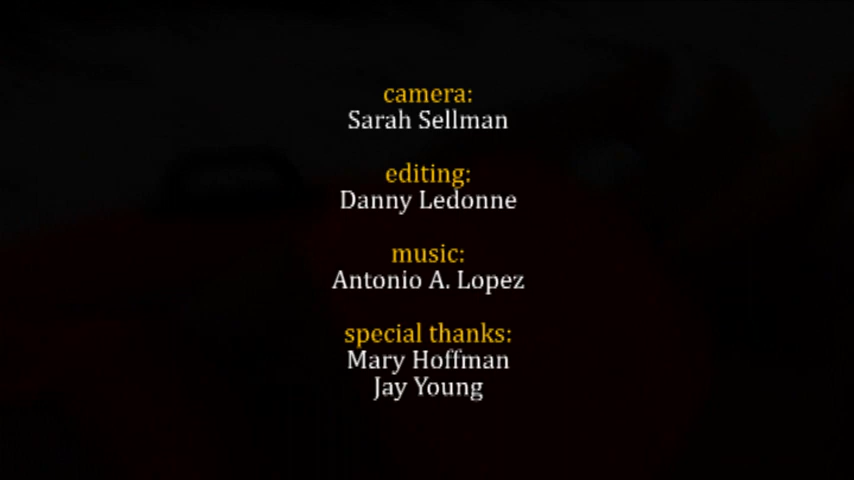 camera:
Sarah Sellman
editing:
Danny Ledonne
music:
Antonio A. Lopez
special thanks:
Mary Hoffman
Jay Young